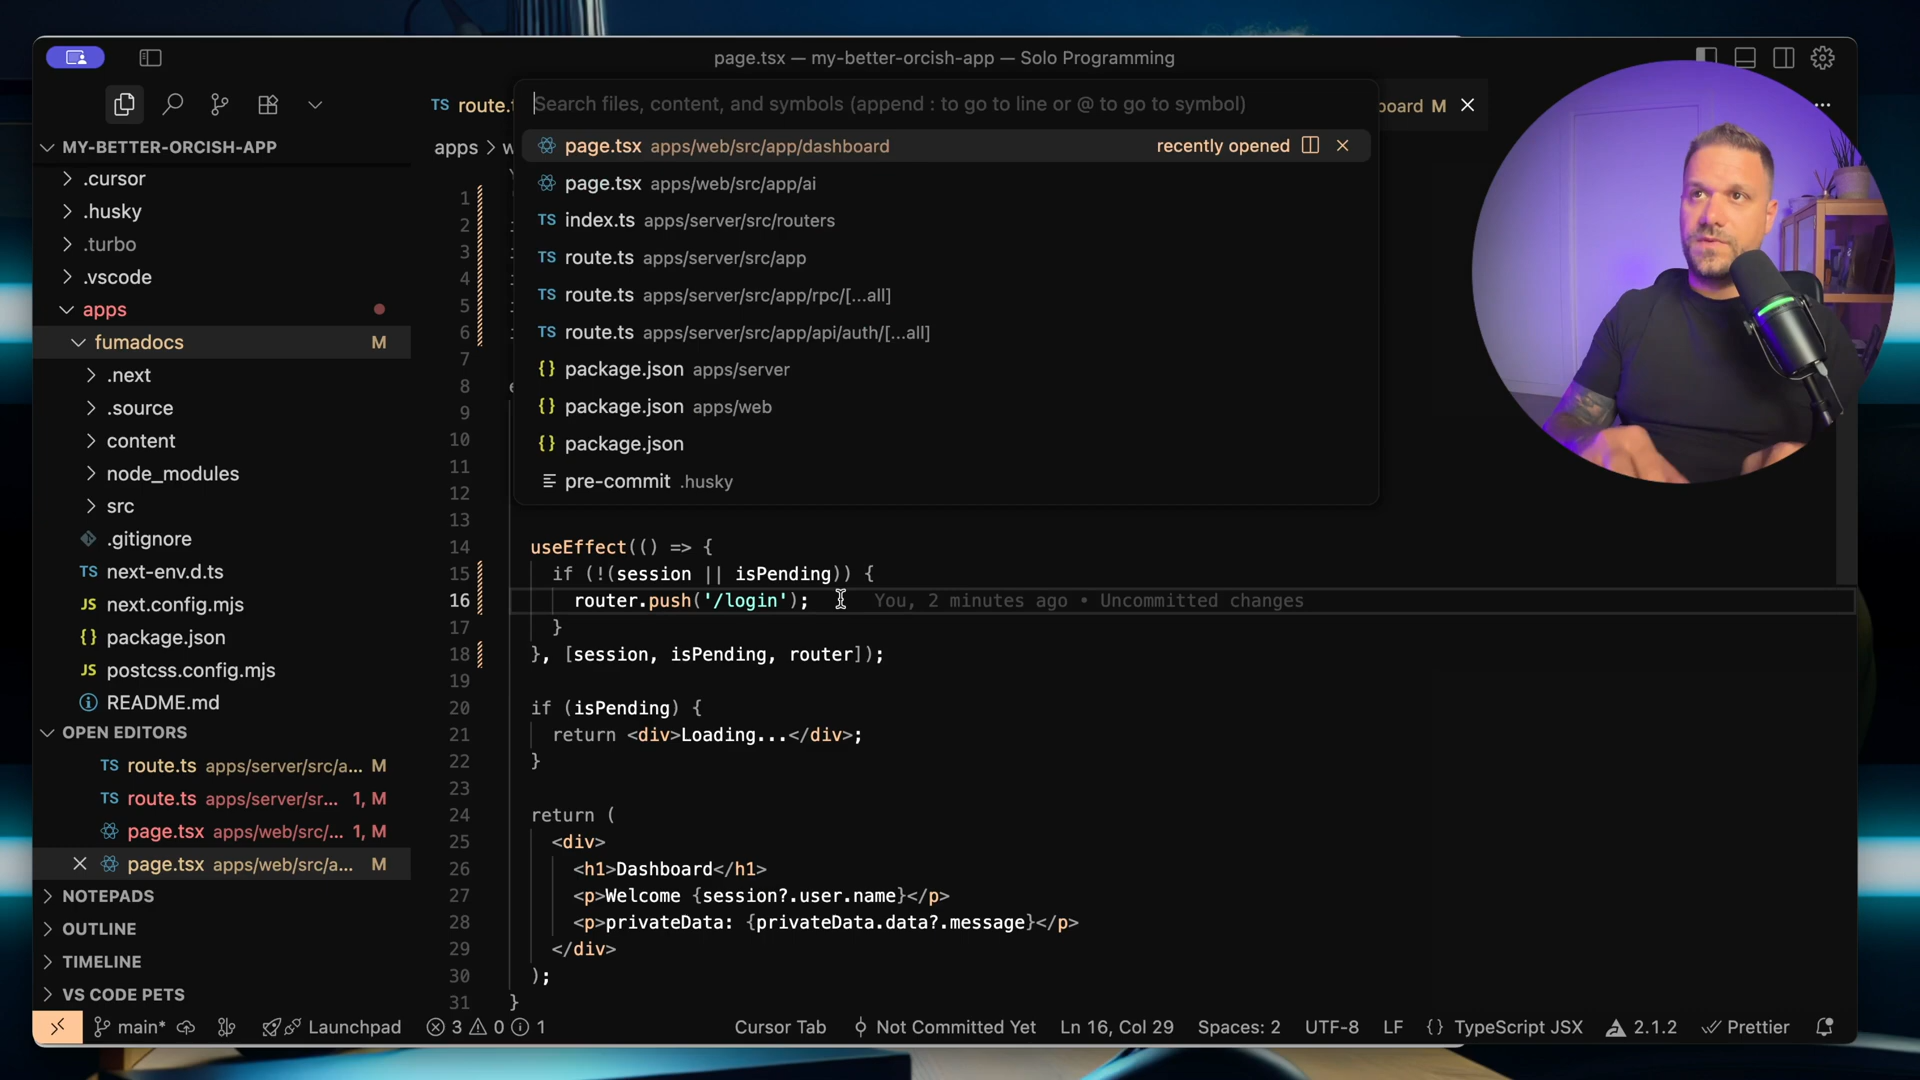 page.tsx — my-better-orcish-app — Solo Programming
TS route.t
Search files, content, and symbols (append : to go to line or @ to go to symbol)
board M
MY-BETTER-ORCISH-APP
apps > w
page.tsx apps/web/src/app/dashboard recently opened
.cursor
page.tsx apps/web/src/app/ai
.husky
TS index.ts apps/server/src/routers
.turbo
TS route.ts apps/server/src/app
.vscode
TS route.ts apps/server/src/app/rpc/[...all]
apps
TS route.ts apps/server/src/app/api/auth/[...all]
fumadocs M
{} package.json apps/server
.next
{} package.json apps/web
.source
{} package.json
content
pre-commit .husky
node_modules
src
.gitignore
TS next-env.d.ts
JS next.config.mjs
{} package.json
JS postcss.config.mjs
README.md
OPEN EDITORS
TS route.ts apps/server/src/a... M
TS route.ts apps/server/sr... 1, M
page.tsx apps/web/src/... 1, M
page.tsx apps/web/src/a... M
NOTEPADS
OUTLINE
TIMELINE
VS CODE PETS
1
2
3
4
5
6
7
8 e
9
10
11
12
13
14 useEffect(() => {
15 if (!(session || isPending)) {
16 router.push('/login'); You, 2 minutes ago • Uncommitted changes
17 }
18 }, [session, isPending, router]);
19
20 if (isPending) {
21 return <div>Loading...</div>;
22 }
23
24 return (
25 <div>
26 <h1>Dashboard</h1>
27 <p>Welcome {session?.user.name}</p>
28 <p>privateData: {privateData.data?.message}</p>
29 </div>
30 );
31 }
main* Launchpad 3 0 1 Cursor Tab Not Committed Yet Ln 16, Col 29 Spaces: 2 UTF-8 LF {} TypeScript JSX 2.1.2 Prettier